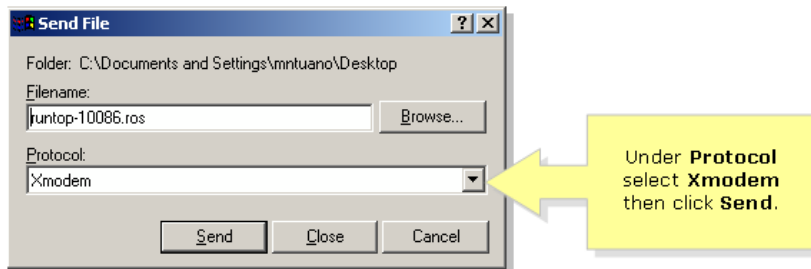 Send File
Folder: C:\Documents and Settings\mntuano\Desktop
Filename:
runtop-10086.ros
Browse...
Protocol:
Xmodem
Send
Close
Cancel
Under Protocol
select Xmodem
then click Send.